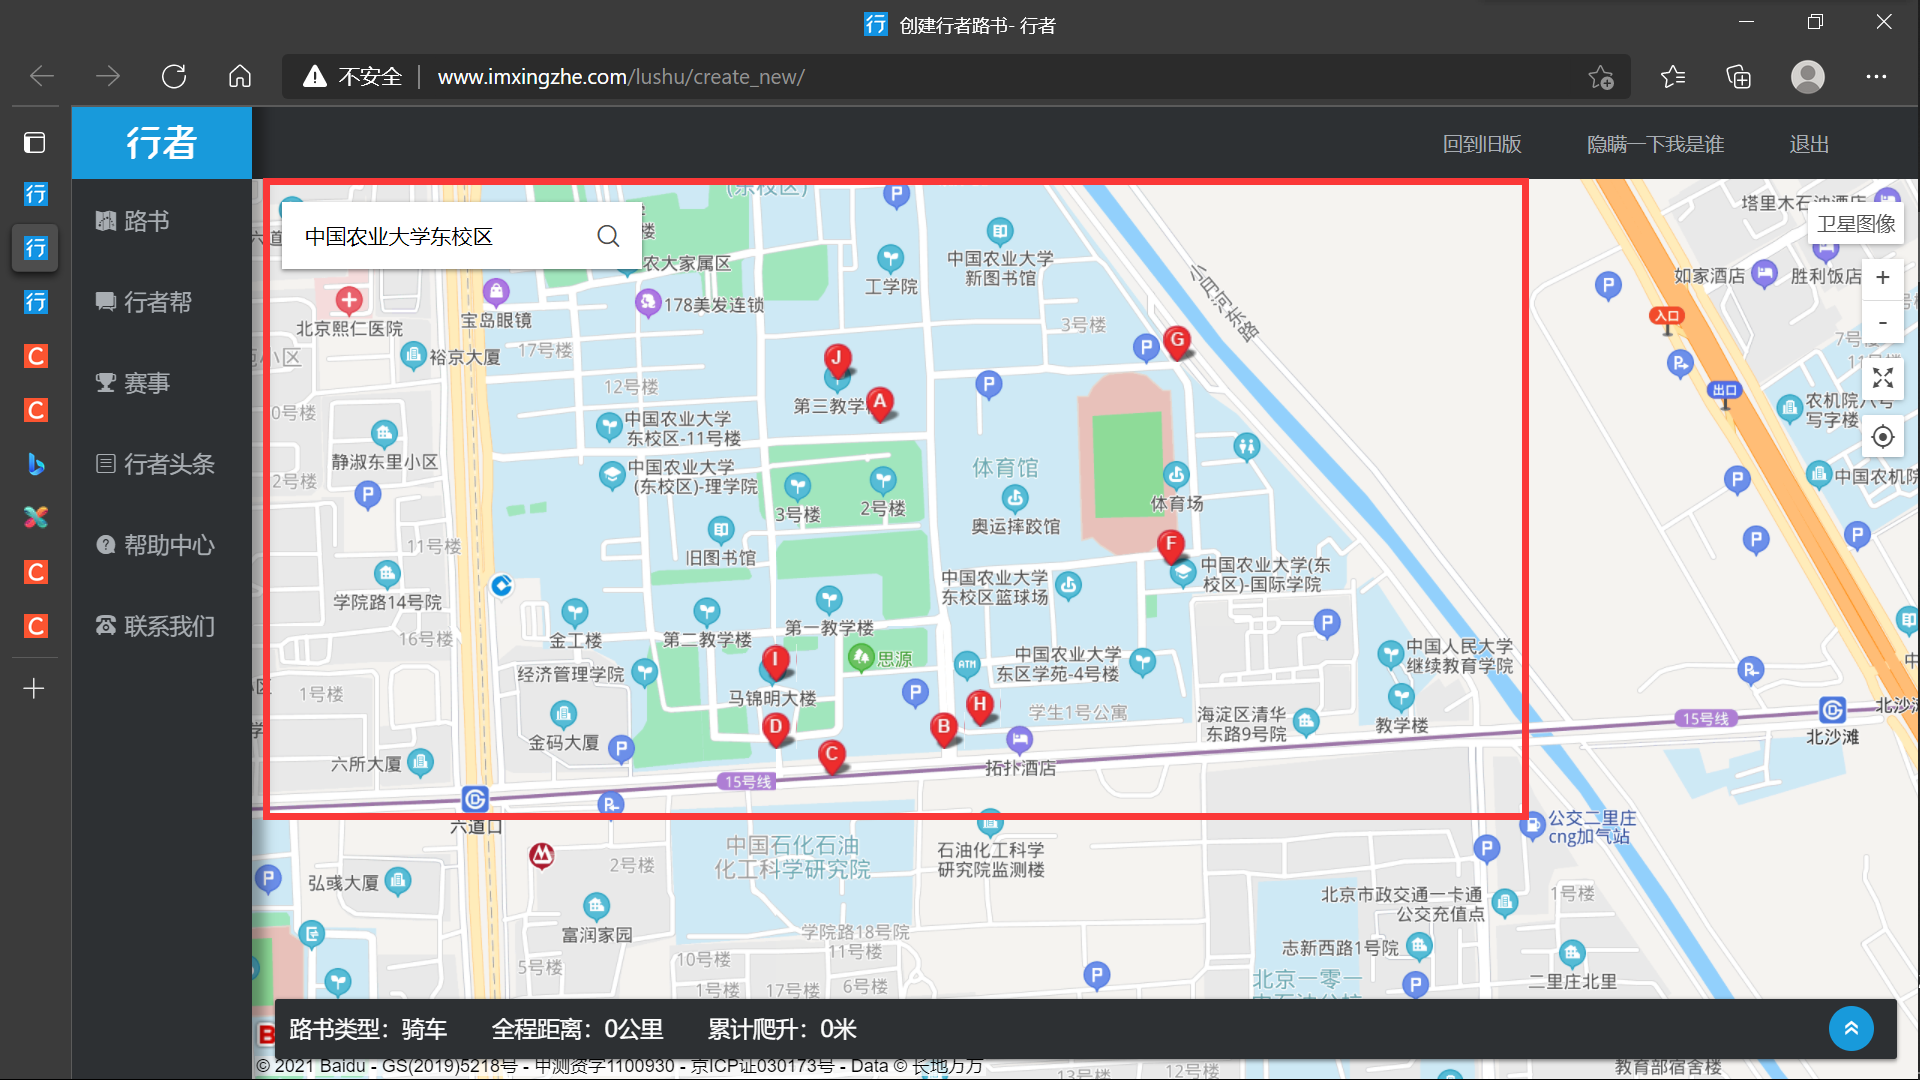 创建行者路书- 行者
不安全
www.imxingzhe.com/lushu/create_new/
行者
回到旧版
隐瞒一下我是谁
退出
路书
行者帮
赛事
行者头条
帮助中心
联系我们
中国农业大学东校区
(东校区)
农大家属区
工学院
中国农业大学
新图书馆
小月河东路
塔里木石油酒店
卫星图像
如家酒店
胜利饭店
+
-
入口
出口
北京熙仁医院
宝岛眼镜
178美发连锁
3号楼
17号楼
裕京大厦
12号楼
J
A
G
第三教学
中国农业大学
东校区-11号楼
静淑东里小区
中国农业大学
(东校区)-理学院
体育馆
体育场
奥运摔跤馆
3号楼
2号楼
农机院八号
写字楼
中国农机院
旧图书馆
11号楼
F
中国农业大学
东校区篮球场
中国农业大学(东
校区)-国际学院
学院路14号院
16号楼
金工楼
第二教学楼
第一教学楼
思源
ATM
I
中国农业大学
东区学苑-4号楼
中国人民大学
继续教育学院
经济管理学院
1号楼
马锦明大楼
D
C
B
H
学生1号公寓
海淀区清华
东路9号院
教学楼
15号线
北沙滩
金码大厦
六所大厦
拓扑酒店
15号线
六道口
中国石化石油
化工科学研究院
石油化工科学
研究院监测楼
公交二里庄
cng加气站
2号楼
弘彧大厦
富润家园
学院路18号院
11号楼
北京市政交通一卡通
公交充值点
1号楼
志新西路1号院
二里庄北里
5号楼
10号楼
1号楼
17号楼
6号楼
北京一零一
路书类型：骑车
全程距离：0公里
累计爬升：0米
© 2021 Baidu - GS(2019)5218号 - 甲测资字1100930 - 京ICP证030173号 - Data © 长地万方
13号楼
12号楼
教育部宿舍楼